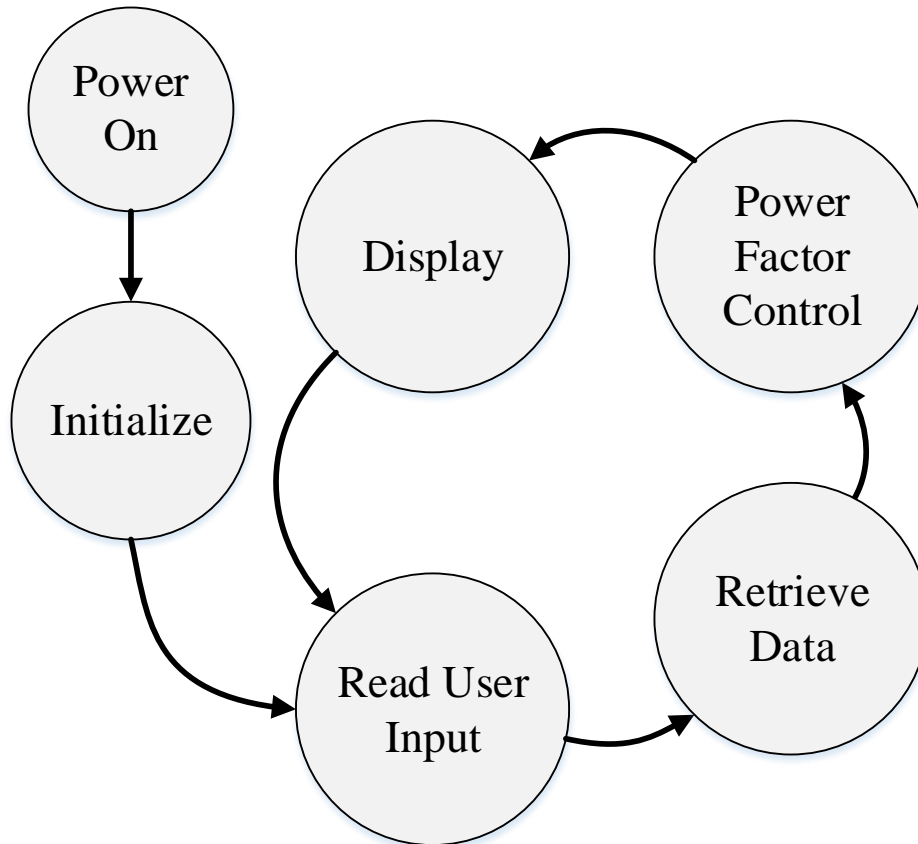 Power
On
Display
Power
Factor
Control
Initialize
Retrieve
Data
Read User
Input